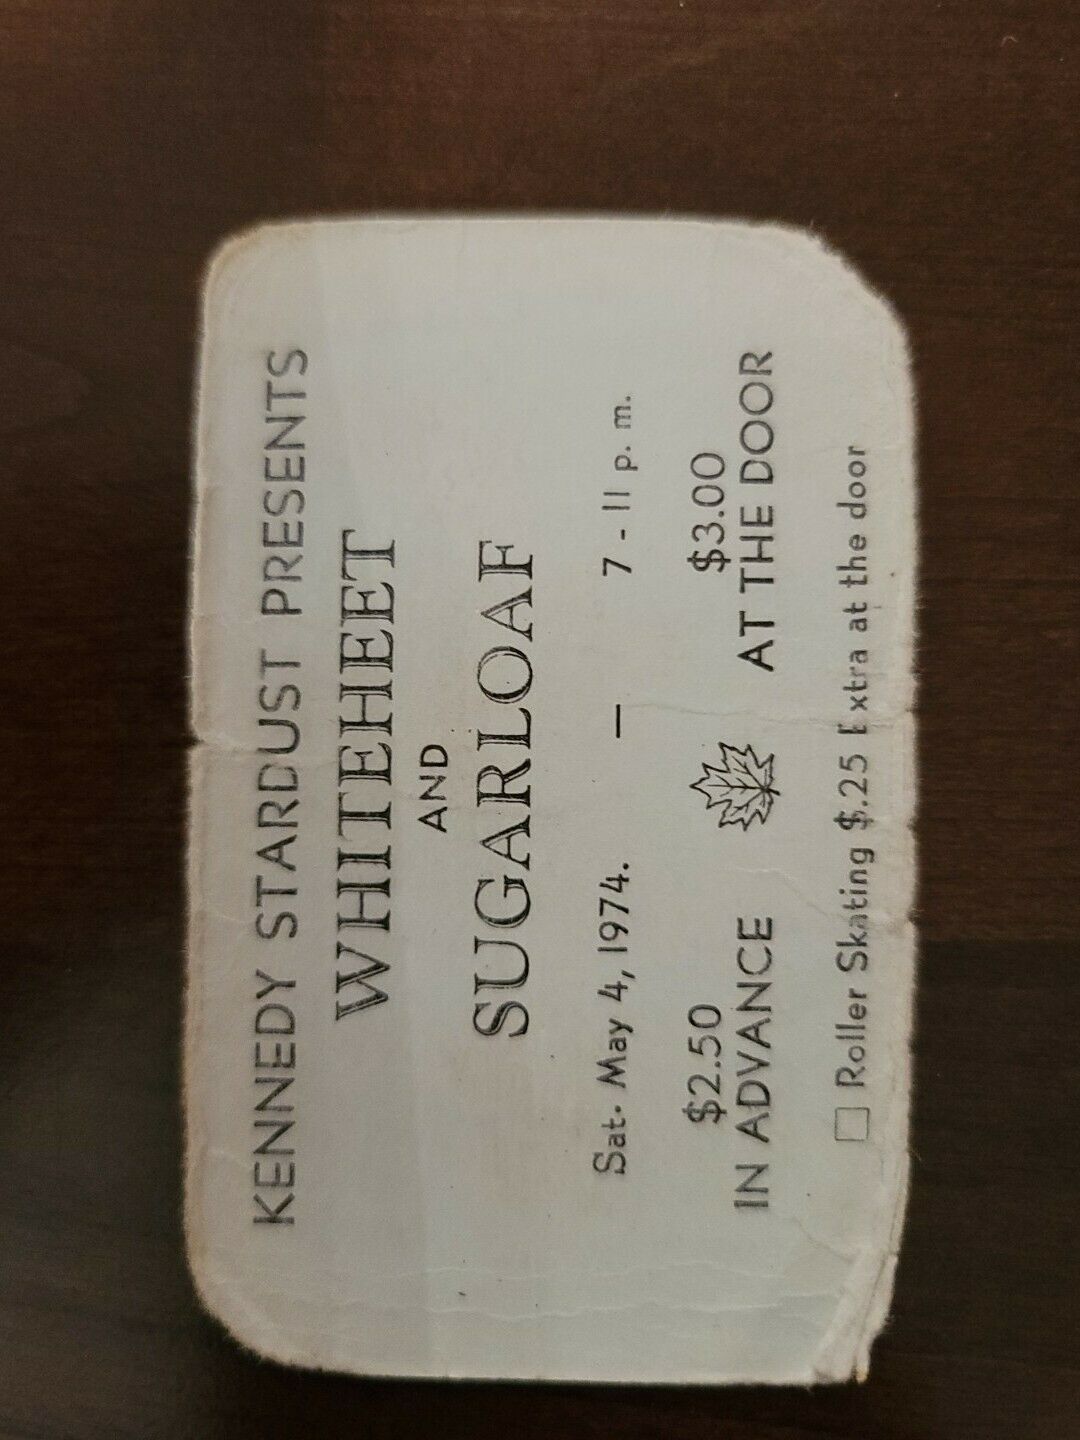 KENNEDY STARDUST PRESENTS
WHITEHEET
AND
SUGARLOAF
Sat. May 4, 1974. — 7 - 11 p. m.
$2.50 $3.00
IN ADVANCE AT THE DOOR
Roller Skating $.25 Extra at the door